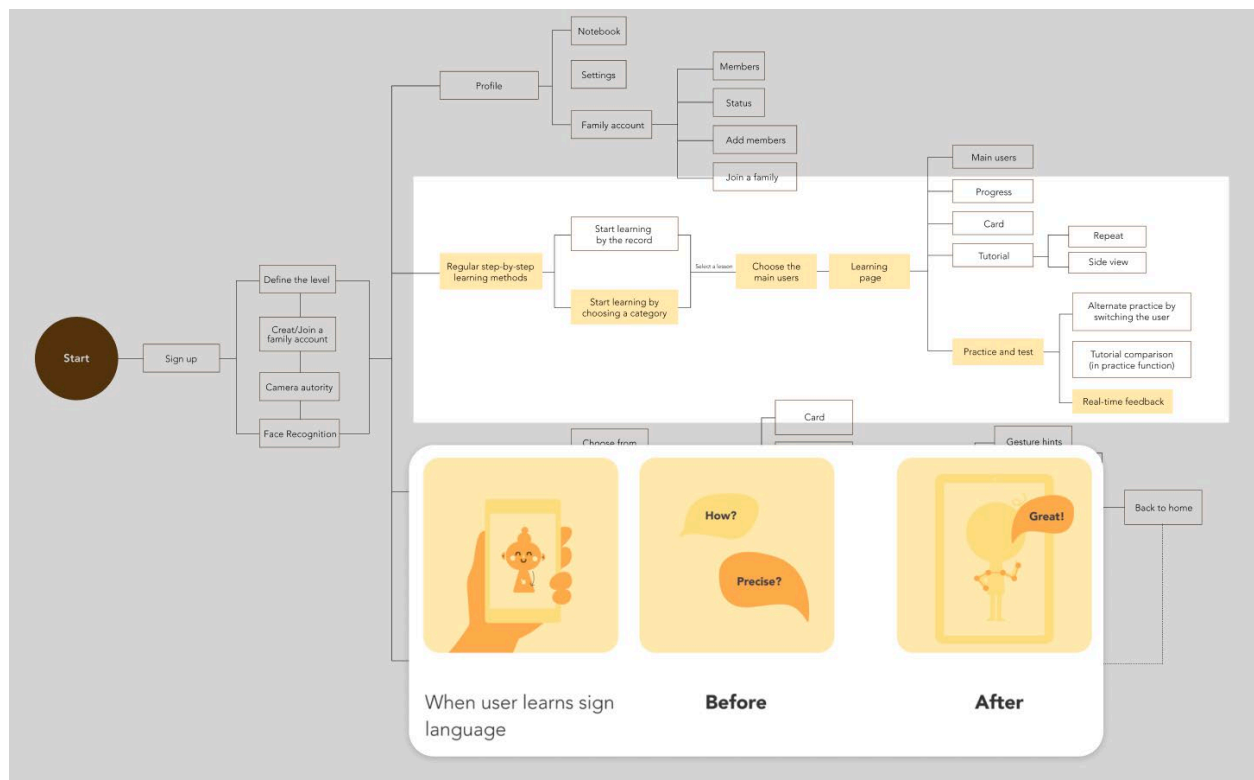 Notebook
Settings
Profile
Family account
Members
Status
Add members
Join a family
Main users
Progress
Card
Tutorial
Repeat
Side view
Start learning
by the record
Regular step-by-step
learning methods
Start learning by
choosing a category
Select a lesson
Choose the
main users
Learning
page
Practice and test
Alternate practice by
switching the user
Tutorial comparison
(in practice function)
Real-time feedback
Start
Sign up
Define the level
Creat/Join a
family account
Camera autority
Face Recognition
Card
Choose from
Gesture hints
Back to home
How?
Precise?
Great!
When user learns sign
language
Before
After